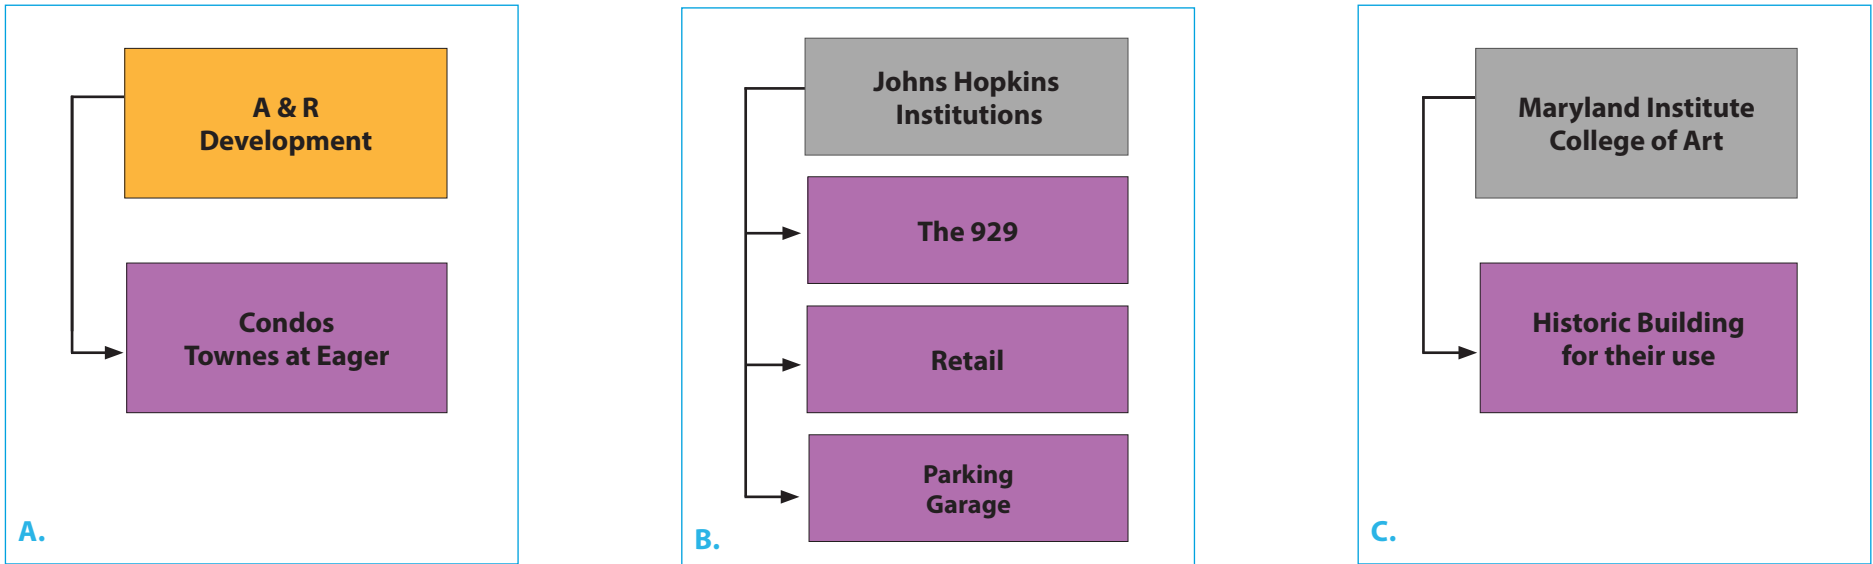 A & R
Development
Condos
Townes at Eager
A.
Johns Hopkins
Institutions
The 929
Retail
Parking
Garage
B.
Maryland Institute
College of Art
Historic Building
for their use
C.